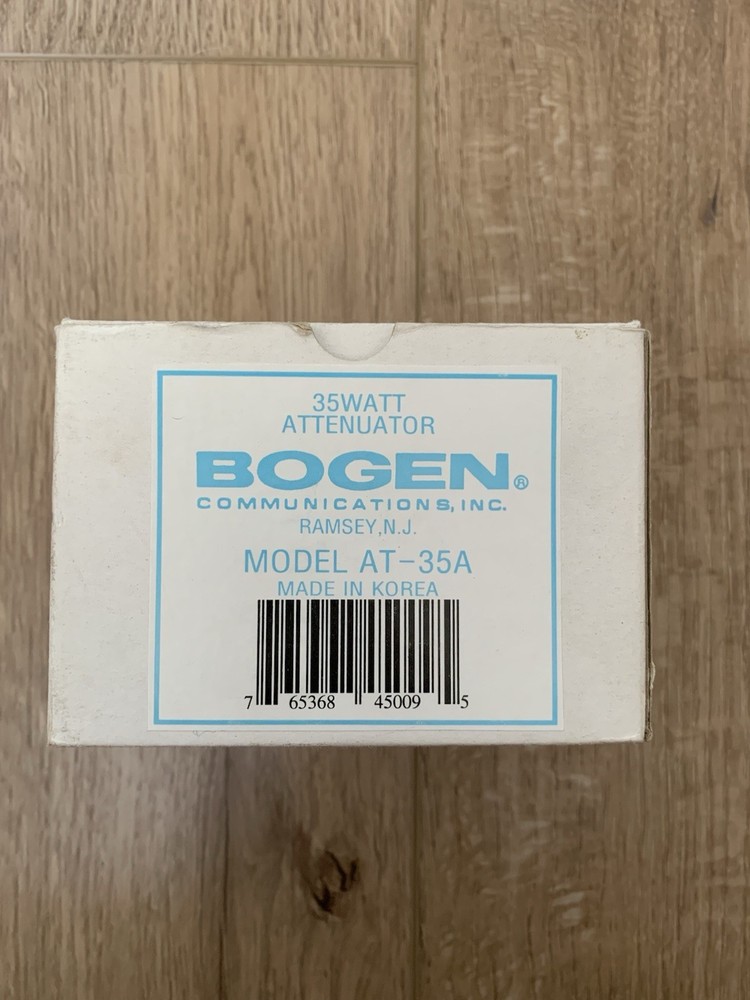 35WATT
ATTENUATOR
BOGEN®
COMMUNICATIONS, INC.
RAMSEY, N.J.
MODEL AT-35A
MADE IN KOREA
7 65368 45009 5